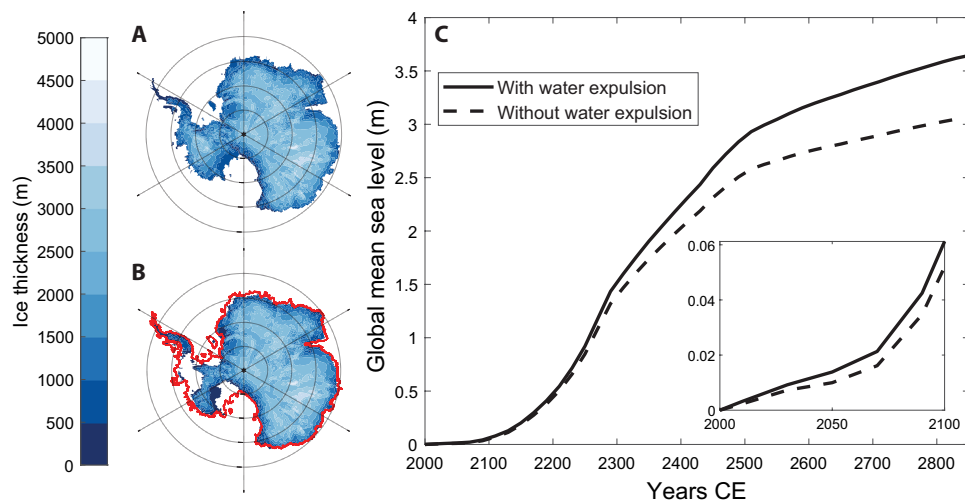 A
5000
4500
4000
3500
3000
2500
2000
1500
1000
500
0
Ice thickness (m)
B
C
With water expulsion
Without water expulsion
Global mean sea level (m)
4
3.5
3
2.5
2
1.5
1
0.5
0
0.06
0.04
0.02
0
2000 2050 2100
2000 2100 2200 2300 2400 2500 2600 2700 2800
Years CE